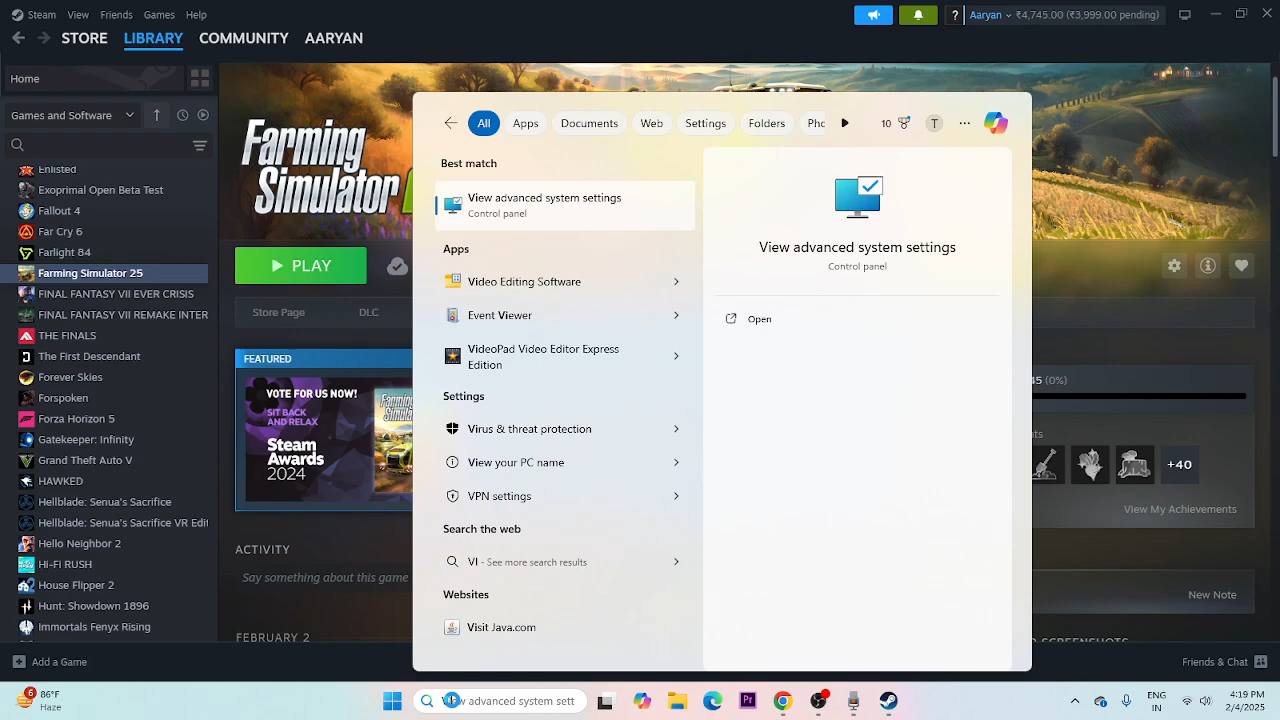 Steam View Friends Games Help
? Aaryan ₹4,745.00 (₹3,999.00 pending)
STORE LIBRARY COMMUNITY AARYAN
Home
Games and Software
Enlisted
Exoprimal Open Beta Test
Fallout 4
Far Cry 6
Farlight 84
Farming Simulator 25
FINAL FANTASY VII EVER CRISIS
FINAL FANTASY VII REMAKE INTER
THE FINALS
The First Descendant
Forever Skies
Forspoken
Forza Horizon 5
Gatekeeper: Infinity
Grand Theft Auto V
HAWKED
Hellblade: Senua's Sacrifice
Hellblade: Senua's Sacrifice VR Edit
Hello Neighbor 2
Hi-Fi RUSH
House Flipper 2
Hunt: Showdown 1896
Immortals Fenyx Rising
Add a Game
Farming
Simulator
PLAY
Store Page DLC
FEATURED
VOTE FOR US NOW!
SIT BACK
AND RELAX
Steam
Awards
2024
ACTIVITY
Say something about this game
FEBRUARY 2
All Apps Documents Web Settings Folders Pho 10 T
Best match
View advanced system settings
Control panel
Apps
Video Editing Software
Event Viewer
VideoPad Video Editor Express
Edition
Settings
Virus & threat protection
View your PC name
VPN settings
Search the web
VI - See more search results
Websites
Visit Java.com
View advanced system settings
Control panel
Open
45 (0%)
+40
View My Achievements
New Note
Friends & Chat
6
86°F
Haze
advanced system sett
Pr
ENG
IN
4:19 PM
2/4/2025